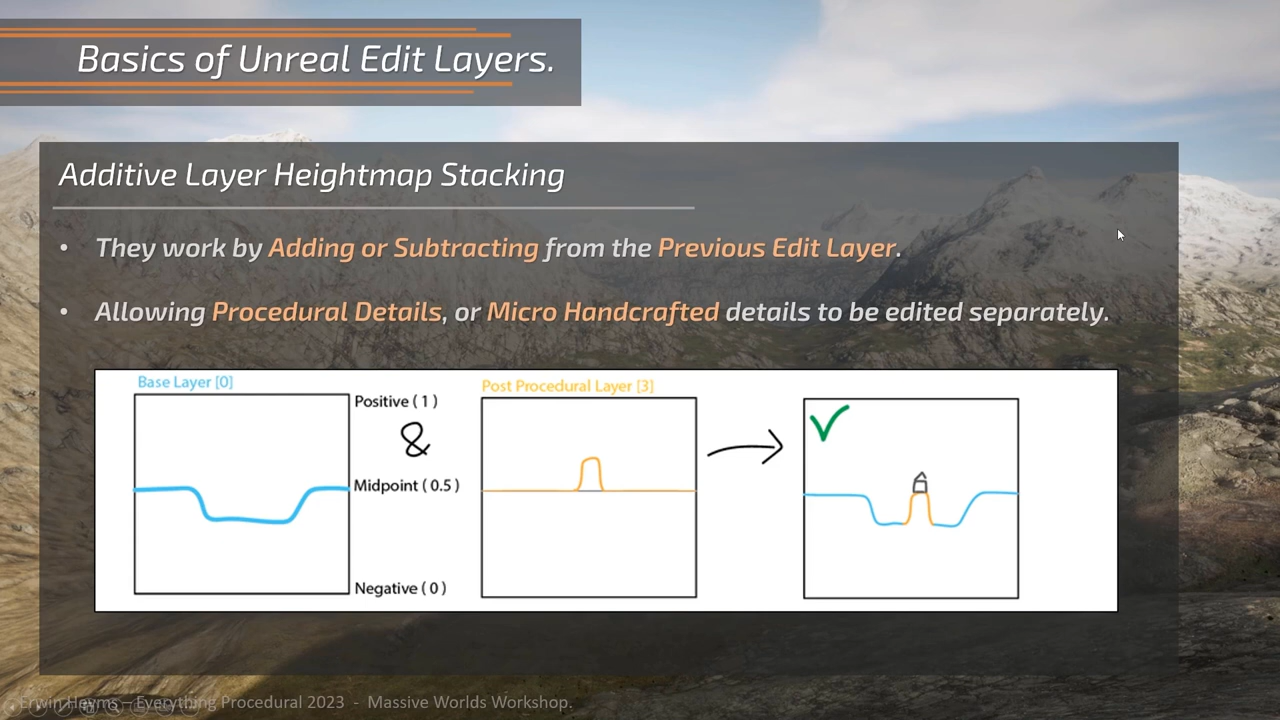 Basics of Unreal Edit Layers.
Additive Layer Heightmap Stacking
• They work by Adding or Subtracting from the Previous Edit Layer.
• Allowing Procedural Details, or Micro Handcrafted details to be edited separately.
Base Layer [0]
Positive ( 1 )
&
Midpoint ( 0.5 )
Negative ( 0 )
Post Procedural Layer [3]
Erwin Heyms – Everything Procedural 2023 - Massive Worlds Workshop.